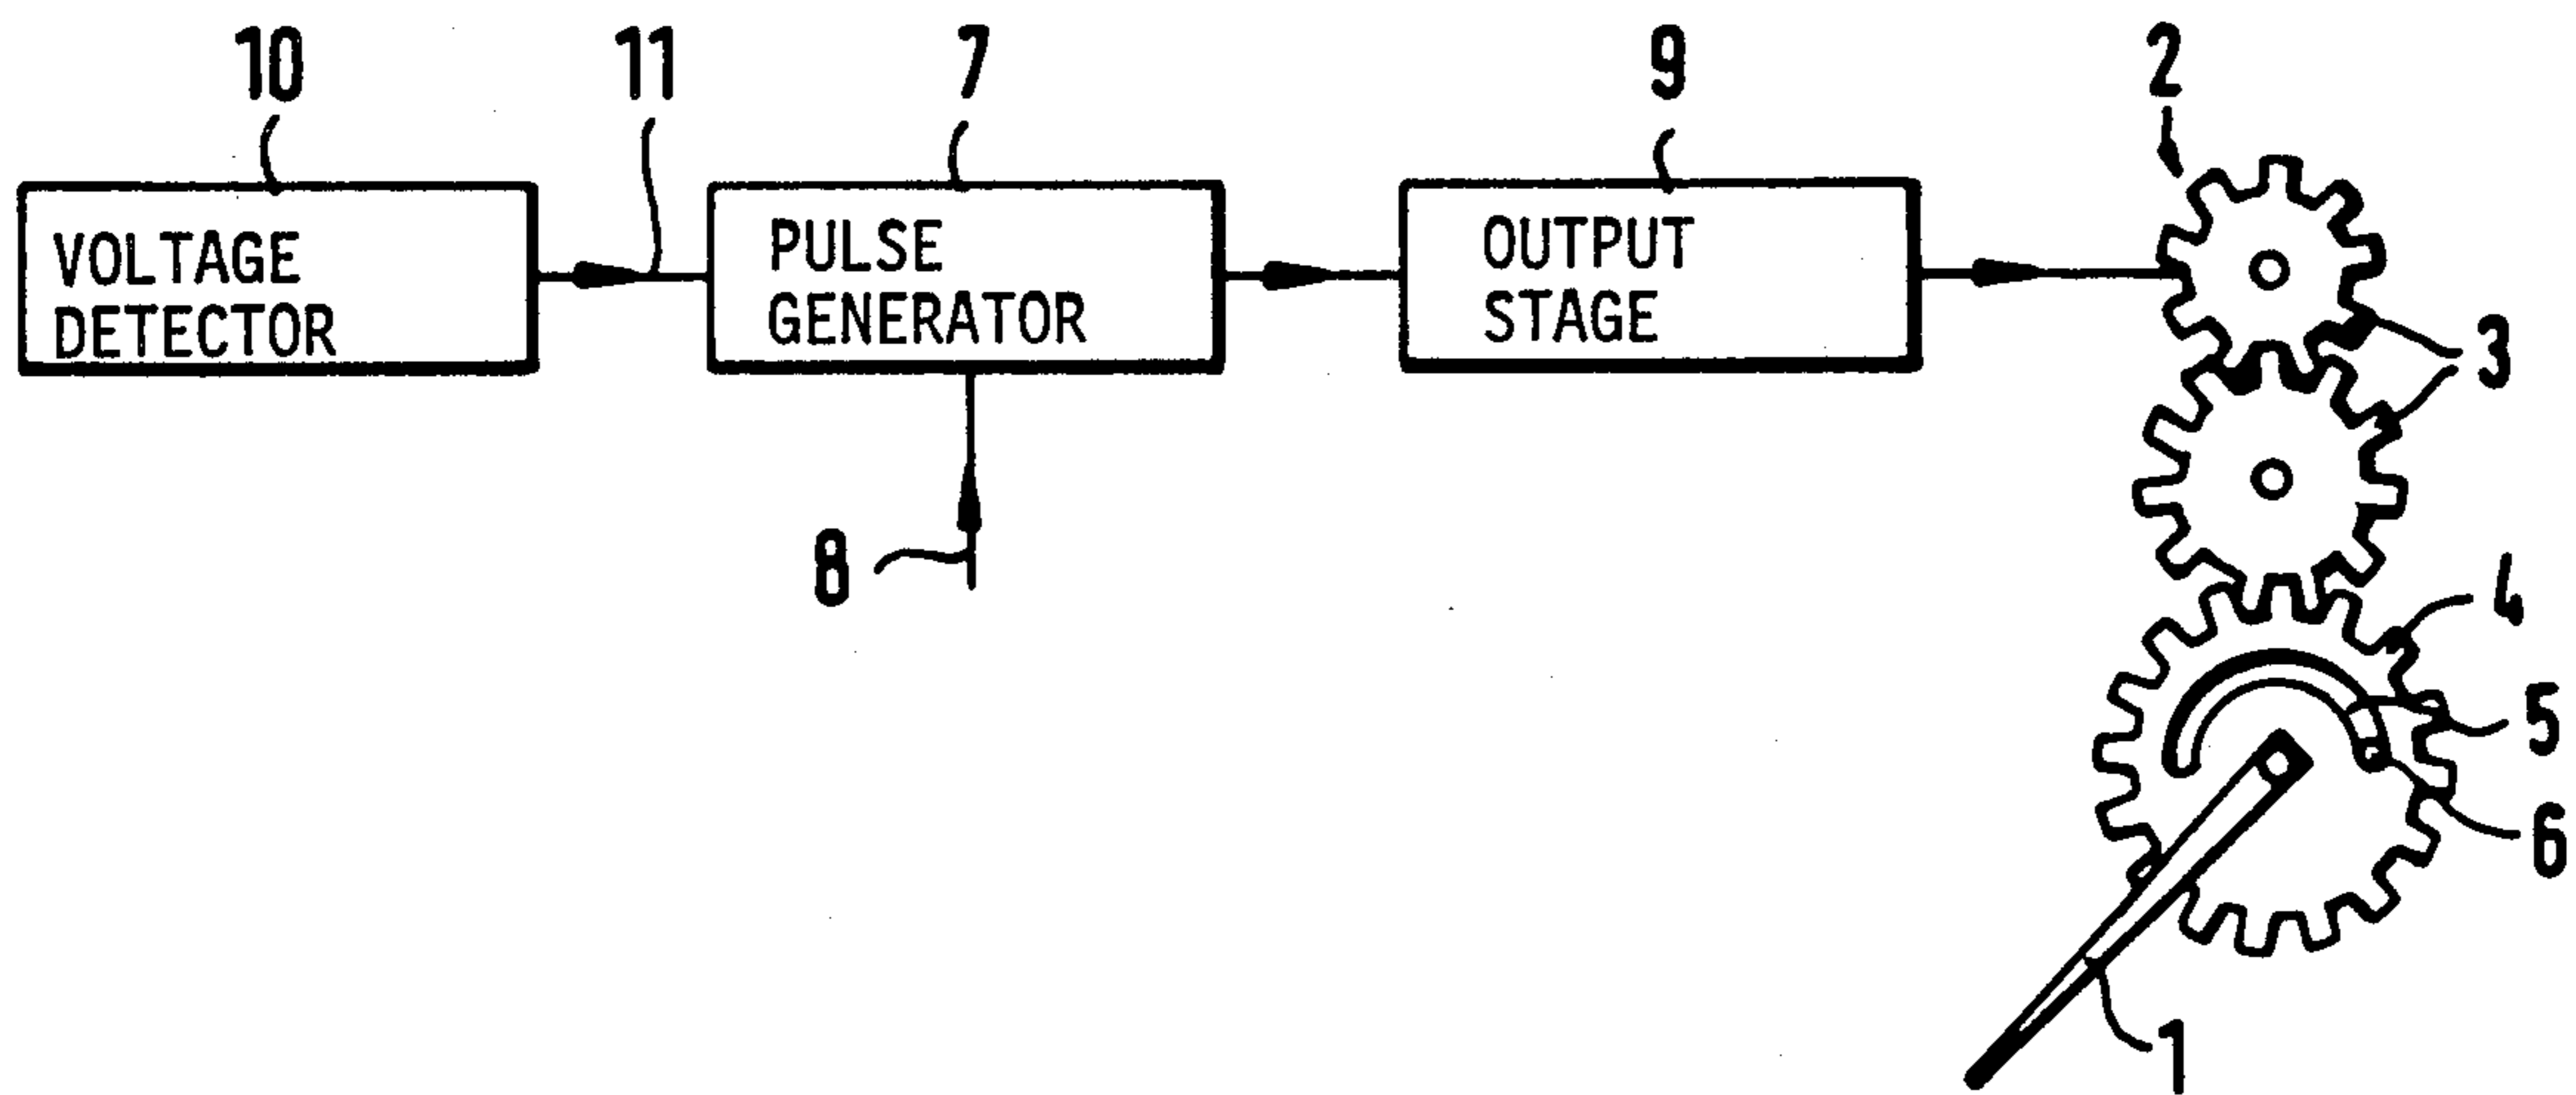 10
11
7
9
2
VOLTAGE
DETECTOR
PULSE
GENERATOR
OUTPUT
STAGE
3
8
4
5
6
1